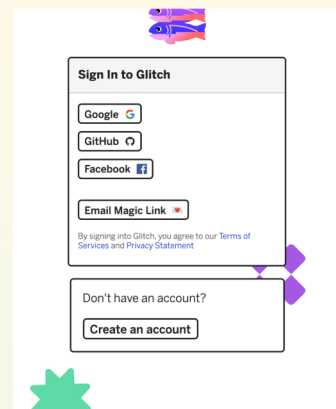 Sign In to Glitch
Google
GitHub
Facebook
Email Magic Link
By signing into Glitch, you agree to our Terms of
Services and Privacy Statement
Don't have an account?
Create an account